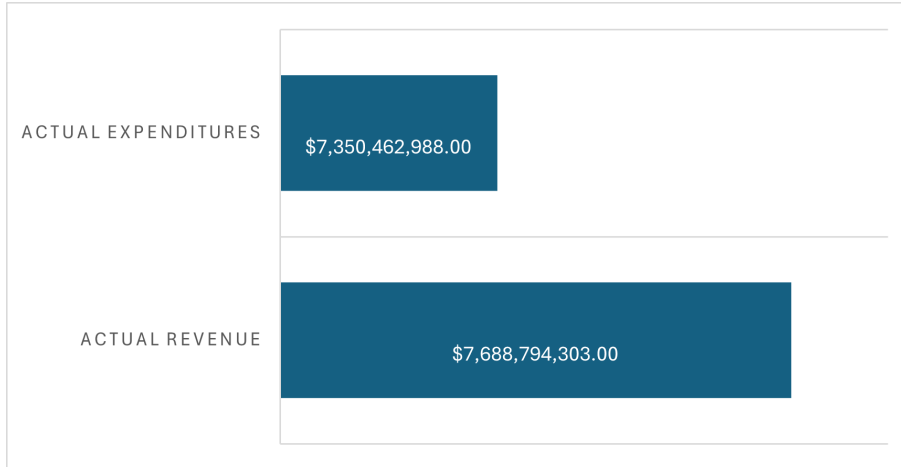 ACTUAL EXPENDITURES
$7,350,462,988.00
ACTUAL REVENUE
$7,688,794,303.00